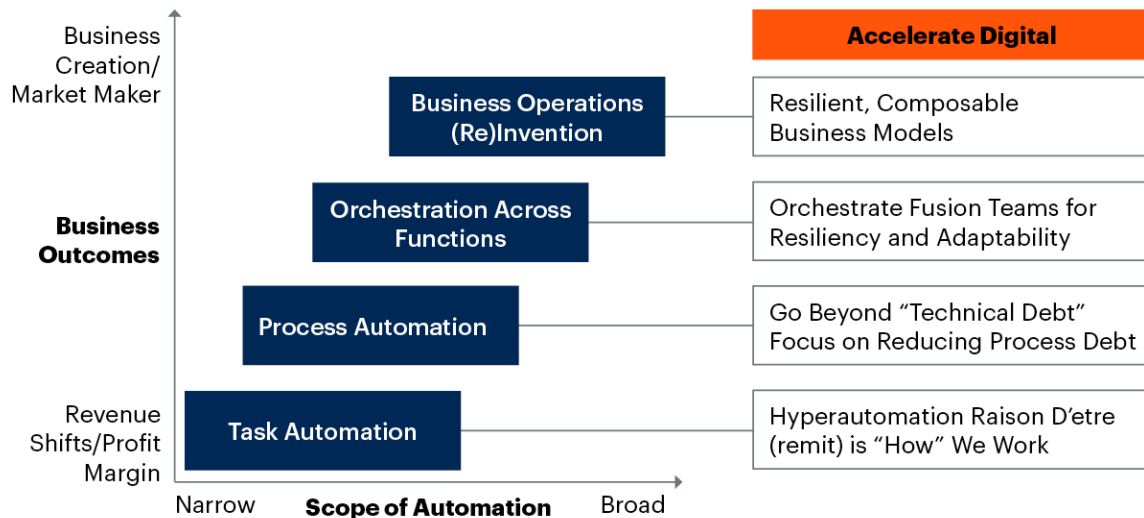 Business
Creation/
Market Maker
Accelerate Digital
Business Operations
(Re)Invention
Resilient, Composable
Business Models
Business
Outcomes
Orchestration Across
Functions
Orchestrate Fusion Teams for
Resiliency and Adaptability
Process Automation
Go Beyond “Technical Debt”
Focus on Reducing Process Debt
Revenue
Shifts/Profit
Margin
Task Automation
Hyperautomation Raison D’etre
(remit) is “How” We Work
Narrow
Scope of Automation
Broad